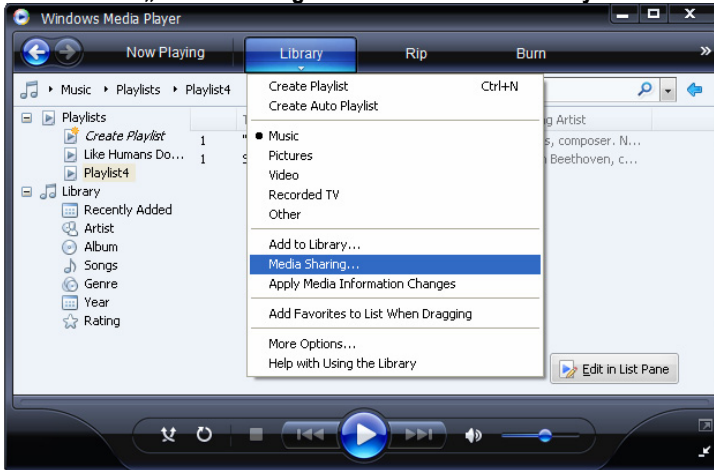 Windows Media Player
Now Playing
Library
Rip
Burn
»
Music ▸ Playlists ▸ Playlist4
Playlists
Create Playlist
Like Humans Do...
Playlist4
Library
Recently Added
Artist
Album
Songs
Genre
Year
Rating
1
1
Create Playlist Ctrl+N
Create Auto Playlist
Music
Pictures
Video
Recorded TV
Other
Add to Library...
Media Sharing...
Apply Media Information Changes
Add Favorites to List When Dragging
More Options...
Help with Using the Library
Artist
s, composer. N...
Beethoven, c...
Edit in List Pane